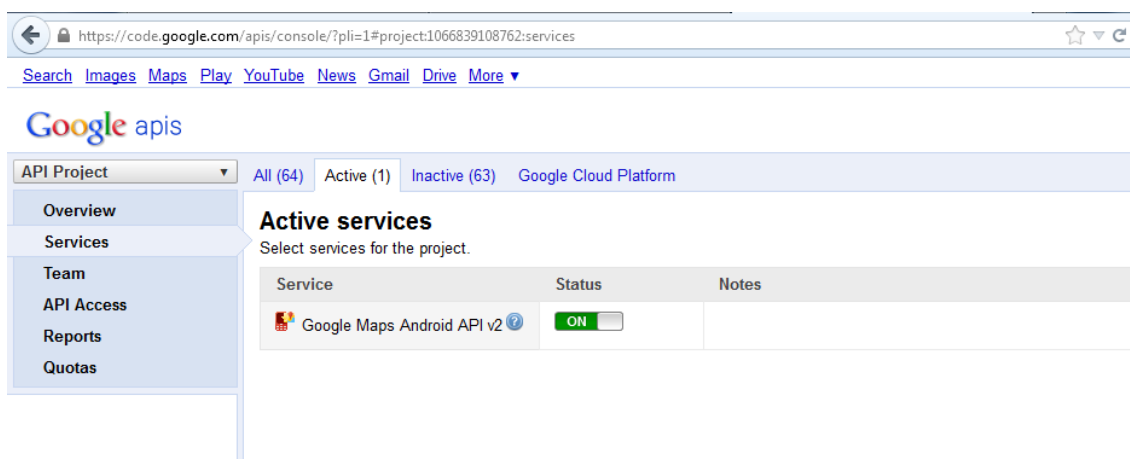 https://code.google.com/apis/console/?pli=1#project:1066839108762:services
Search Images Maps Play YouTube News Gmail Drive More ▼
Google apis
API Project ▼
All (64) Active (1) Inactive (63) Google Cloud Platform
Overview
Services
Team
API Access
Reports
Quotas
Active services
Select services for the project.
Service Status Notes
Google Maps Android API v2 ? ON